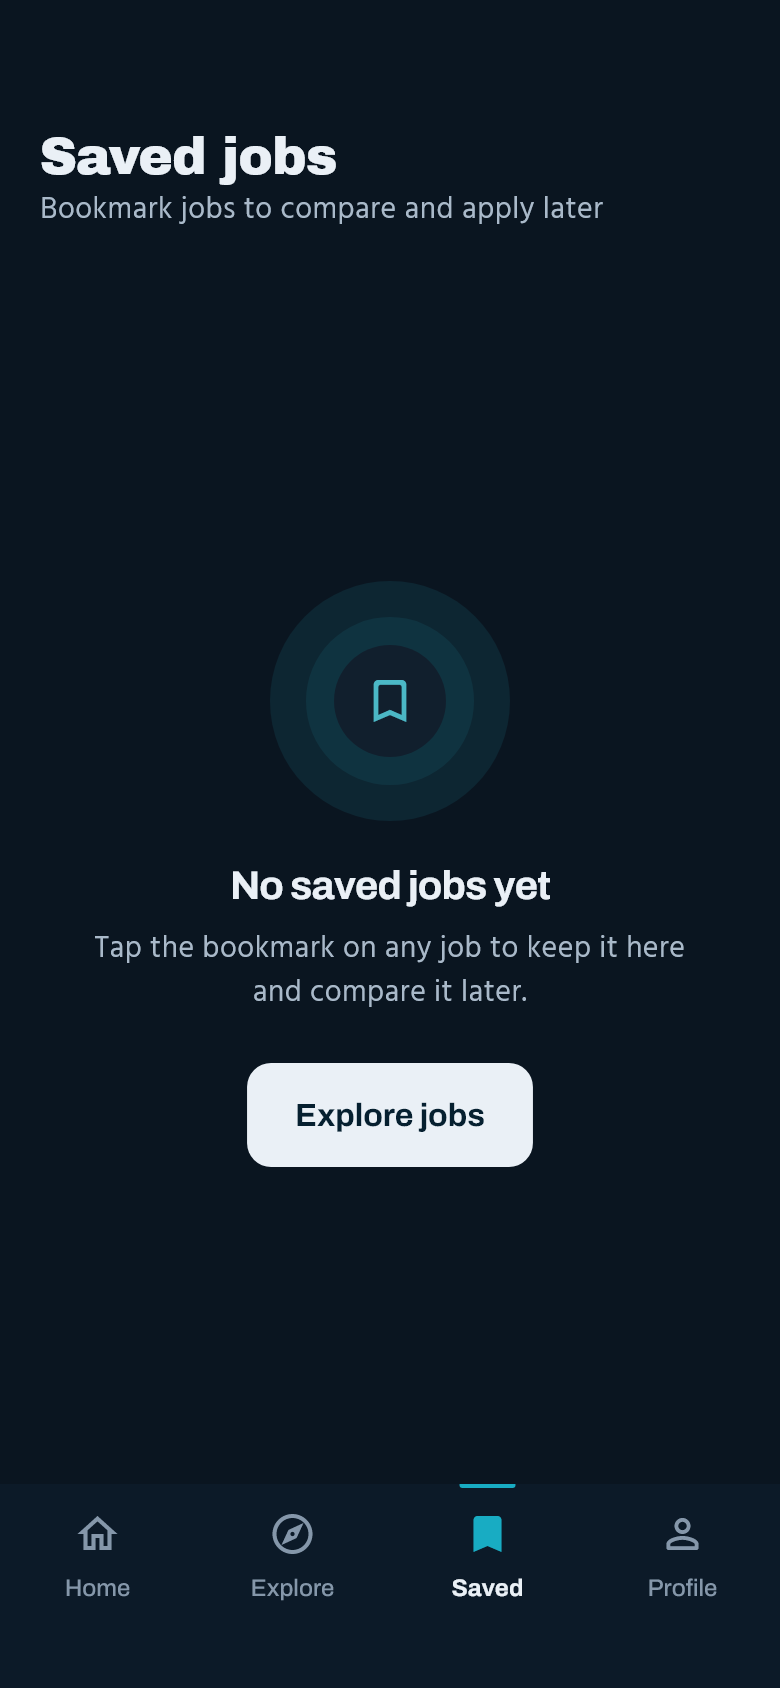 Saved jobs
Bookmark jobs to compare and apply later
No saved jobs yet
Tap the bookmark on any job to keep it here
and compare it later.
Explore jobs
Home
Explore
Saved
Profile